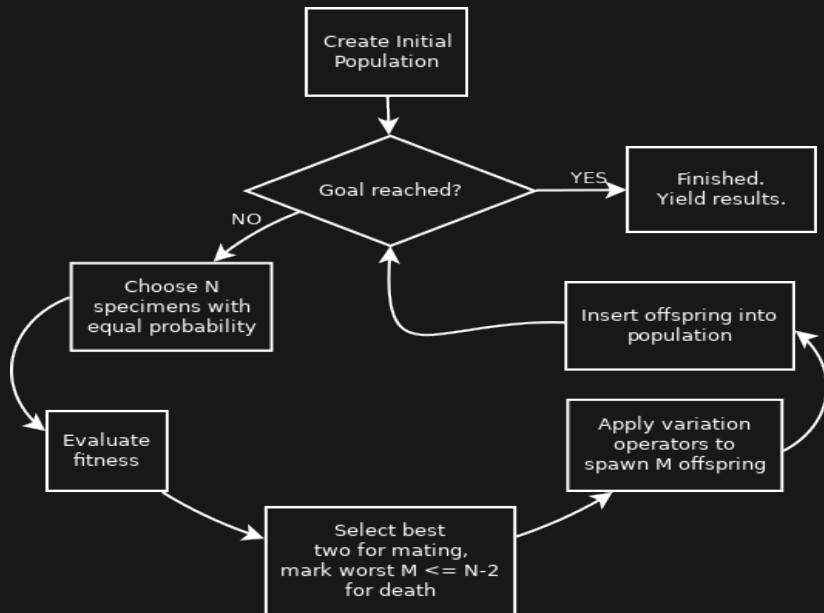 Create Initial
Population
Goal reached?
YES
Finished.
Yield results.
NO
Choose N
specimens with
equal probability
Insert offspring into
population
Evaluate
fitness
Apply variation
operators to
spawn M offspring
Select best
two for mating,
mark worst M <= N-2
for death